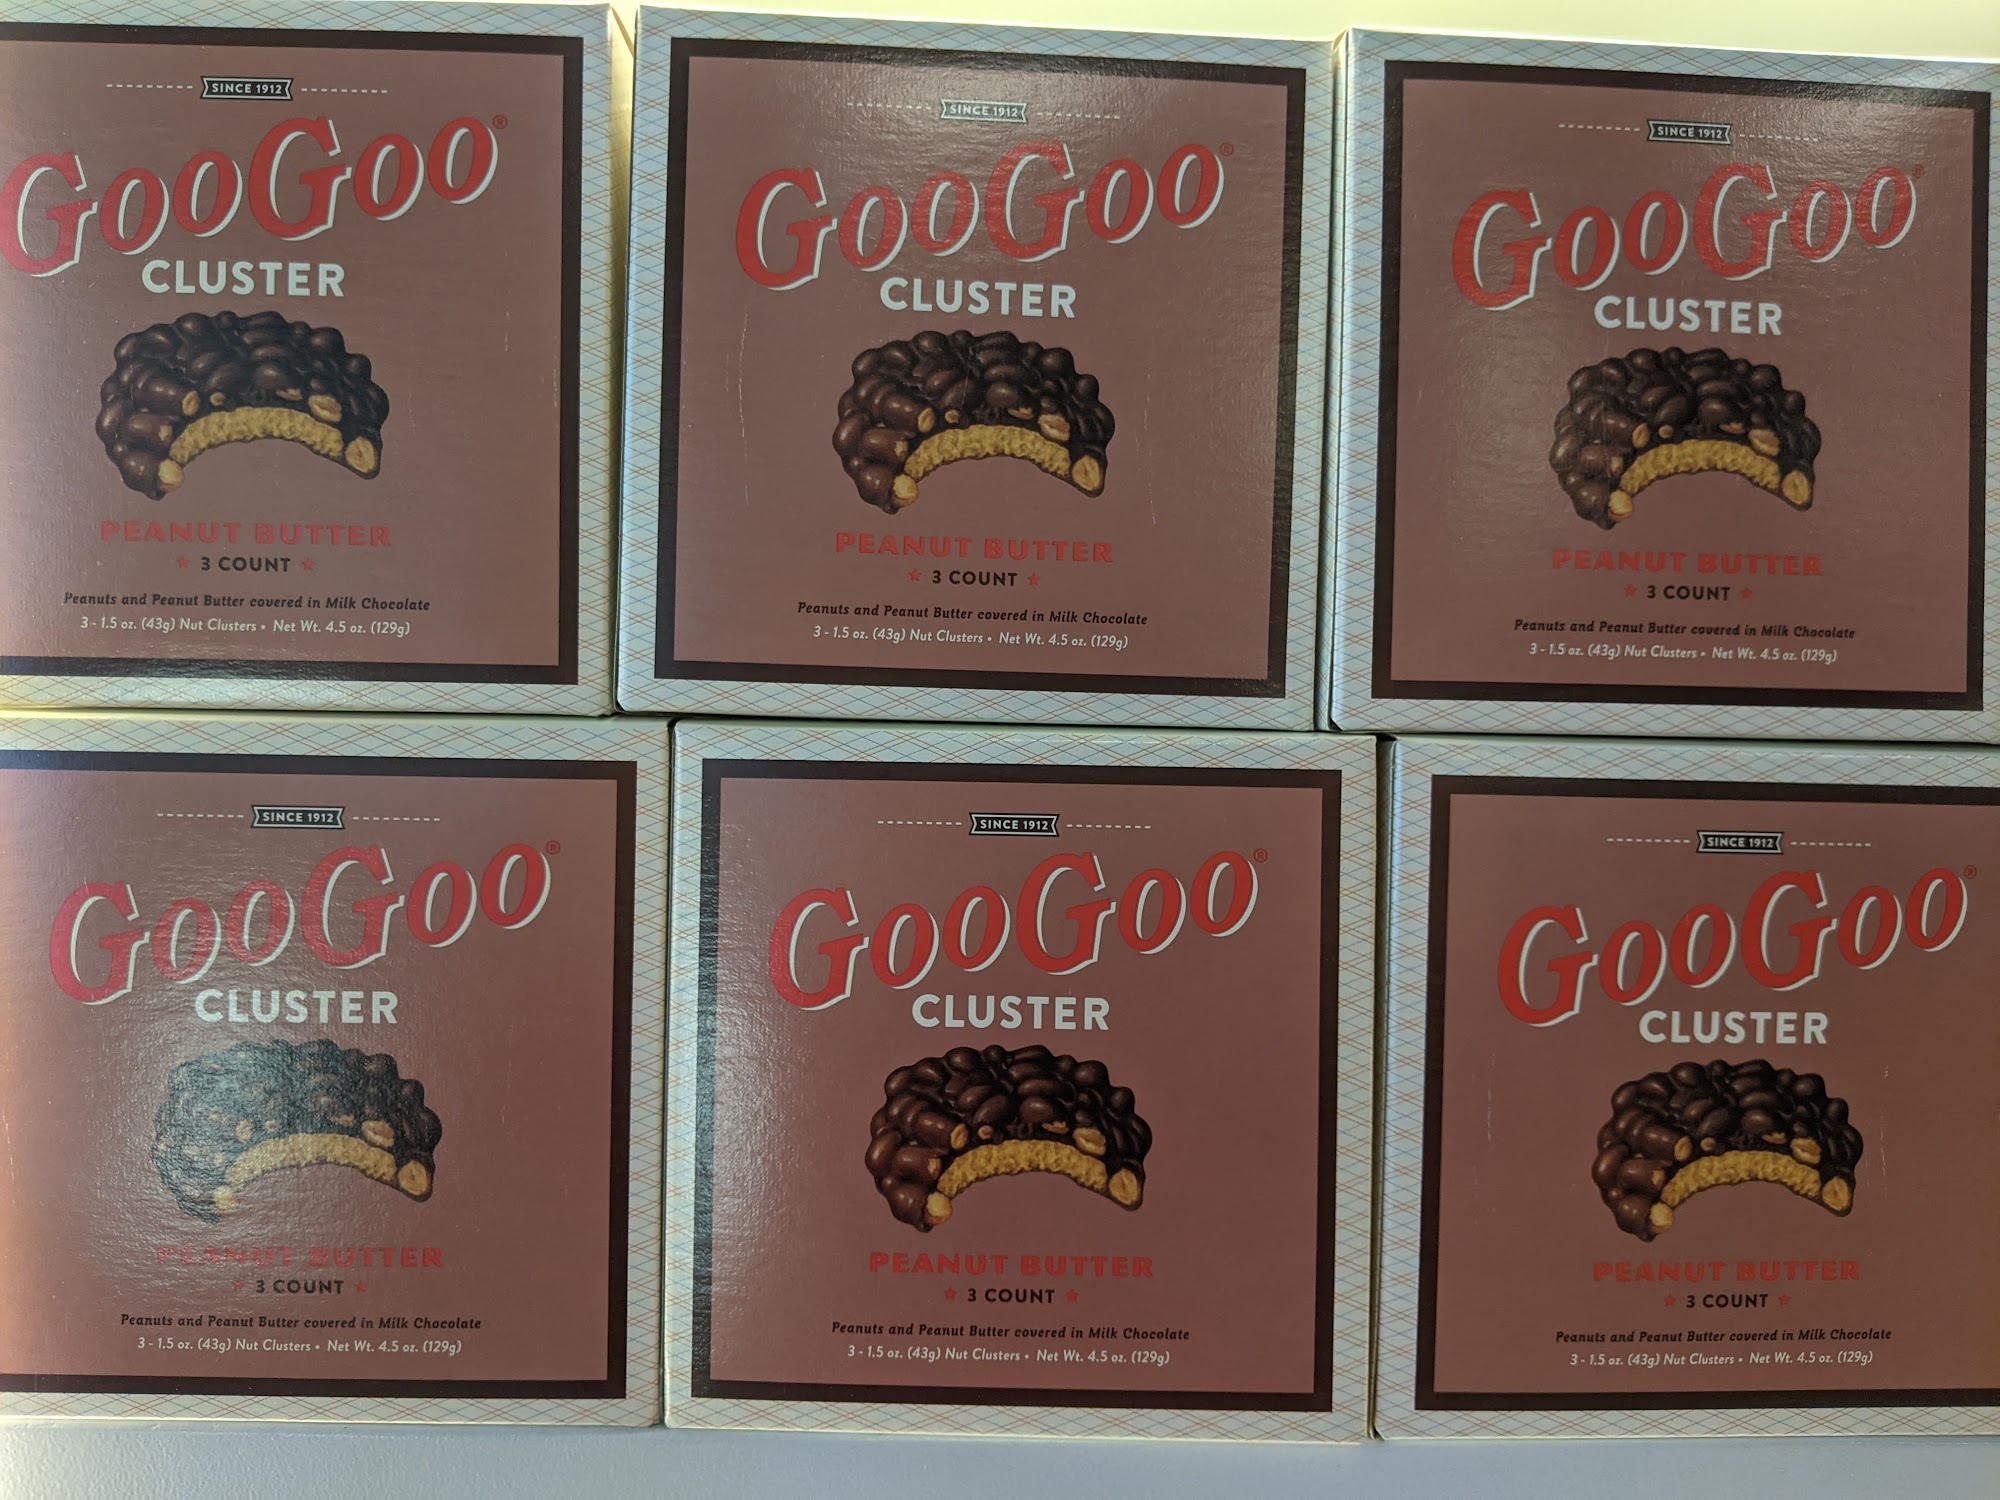 SINCE 1912
GooGoo®
CLUSTER
PEANUT BUTTER
3 COUNT
Peanuts and Peanut Butter covered in Milk Chocolate
3 - 1.5 oz. (43g) Nut Clusters • Net Wt. 4.5 oz. (129g)
SINCE 1912
GooGoo®
CLUSTER
PEANUT BUTTER
3 COUNT
Peanuts and Peanut Butter covered in Milk Chocolate
3 - 1.5 oz. (43g) Nut Clusters • Net Wt. 4.5 oz. (129g)
SINCE 1912
GooGoo®
CLUSTER
PEANUT BUTTER
3 COUNT
Peanuts and Peanut Butter covered in Milk Chocolate
3 - 1.5 oz. (43g) Nut Clusters • Net Wt. 4.5 oz. (129g)
SINCE 1912
GooGoo®
CLUSTER
PEANUT BUTTER
3 COUNT
Peanuts and Peanut Butter covered in Milk Chocolate
3 - 1.5 oz. (43g) Nut Clusters • Net Wt. 4.5 oz. (129g)
SINCE 1912
GooGoo®
CLUSTER
PEANUT BUTTER
3 COUNT
Peanuts and Peanut Butter covered in Milk Chocolate
3 - 1.5 oz. (43g) Nut Clusters • Net Wt. 4.5 oz. (129g)
SINCE 1912
GooGoo®
CLUSTER
PEANUT BUTTER
3 COUNT
Peanuts and Peanut Butter covered in Milk Chocolate
3 - 1.5 oz. (43g) Nut Clusters • Net Wt. 4.5 oz. (129g)